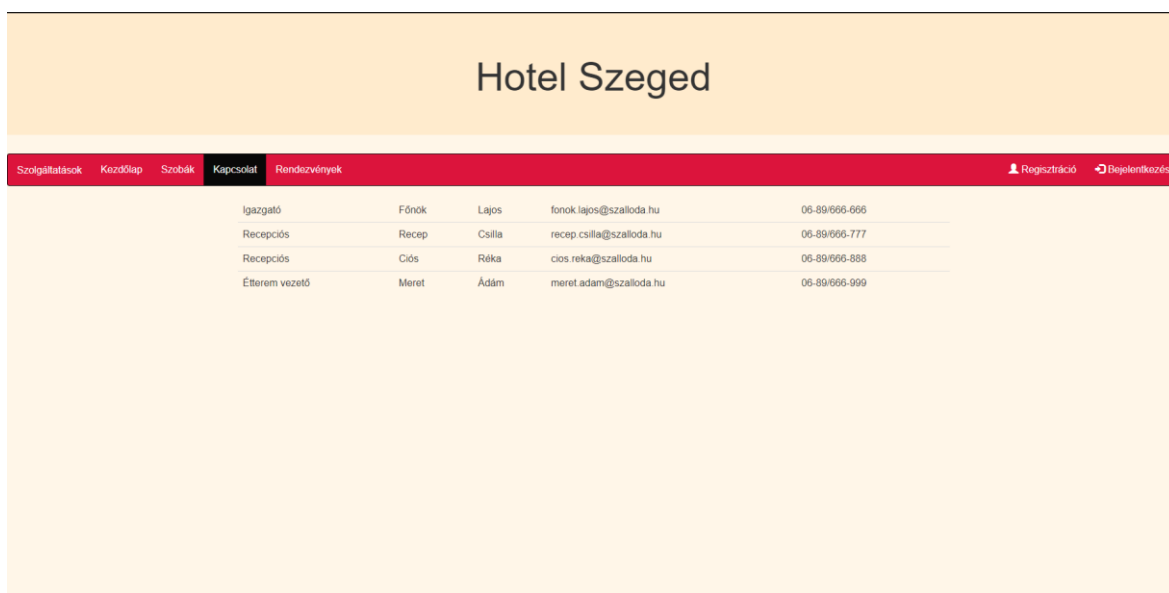 Hotel Szeged
Szolgáltatások Kezdőlap Szobák Kapcsolat Rendezvények Regisztráció Bejelentkezés
Igazgató Főnök Lajos fonok.lajos@szalloda.hu 06-89/666-666
Recepciós Recep Csilla recep.csilla@szalloda.hu 06-89/666-777
Recepciós Ciós Réka cios.reka@szalloda.hu 06-89/666-888
Étterem vezető Meret Ádám meret.adam@szalloda.hu 06-89/666-999